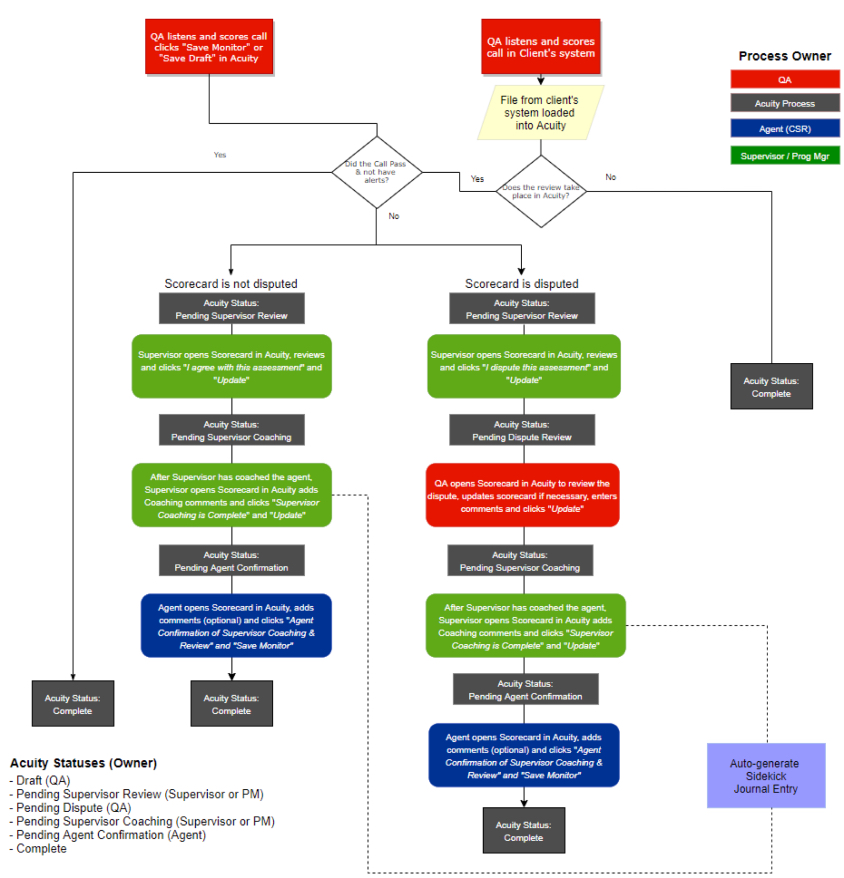 QA listens and scores call
clicks "Save Monitor" or
"Save Draft" in Acuity
QA listens and scores
call in Client's system
Process Owner
QA
Acuity Process
Agent (CSR)
Supervisor / Prog Mgr
File from client's
system loaded
into Acuity
Yes
Did the Call Pass
& not have
alerts?
Yes
Does the review take
place in Acuity?
No
No
Scorecard is not disputed
Acuity Status:
Pending Supervisor Review
Supervisor opens Scorecard in Acuity, reviews
and clicks "I agree with this assessment" and
"Update"
Acuity Status:
Pending Supervisor Coaching
After Supervisor has coached the agent,
Supervisor opens Scorecard in Acuity adds
Coaching comments and clicks "Supervisor
Coaching is Complete" and "Update"
Acuity Status:
Pending Agent Confirmation
Agent opens Scorecard in Acuity, adds
comments (optional) and clicks "Agent
Confirmation of Supervisor Coaching &
Review" and "Save Monitor"
Acuity Status:
Complete
Acuity Status:
Complete
Scorecard is disputed
Acuity Status:
Pending Supervisor Review
Supervisor opens Scorecard in Acuity, reviews
and clicks "I dispute this assessment" and
"Update"
Acuity Status:
Pending Dispute Review
QA opens Scorecard in Acuity to review the
dispute, updates scorecard if necessary, enters
comments and clicks "Update"
Acuity Status:
Pending Supervisor Coaching
After Supervisor has coached the agent,
Supervisor opens Scorecard in Acuity adds
Coaching comments and clicks "Supervisor
Coaching is Complete" and "Update"
Acuity Status:
Pending Agent Confirmation
Agent opens Scorecard in Acuity, adds
comments (optional) and clicks "Agent
Confirmation of Supervisor Coaching &
Review" and "Save Monitor"
Acuity Status:
Complete
Acuity Status:
Complete
Auto-generate
Sidekick
Journal Entry
Acuity Statuses (Owner)
- Draft (QA)
- Pending Supervisor Review (Supervisor or PM)
- Pending Dispute (QA)
- Pending Supervisor Coaching (Supervisor or PM)
- Pending Agent Confirmation (Agent)
- Complete